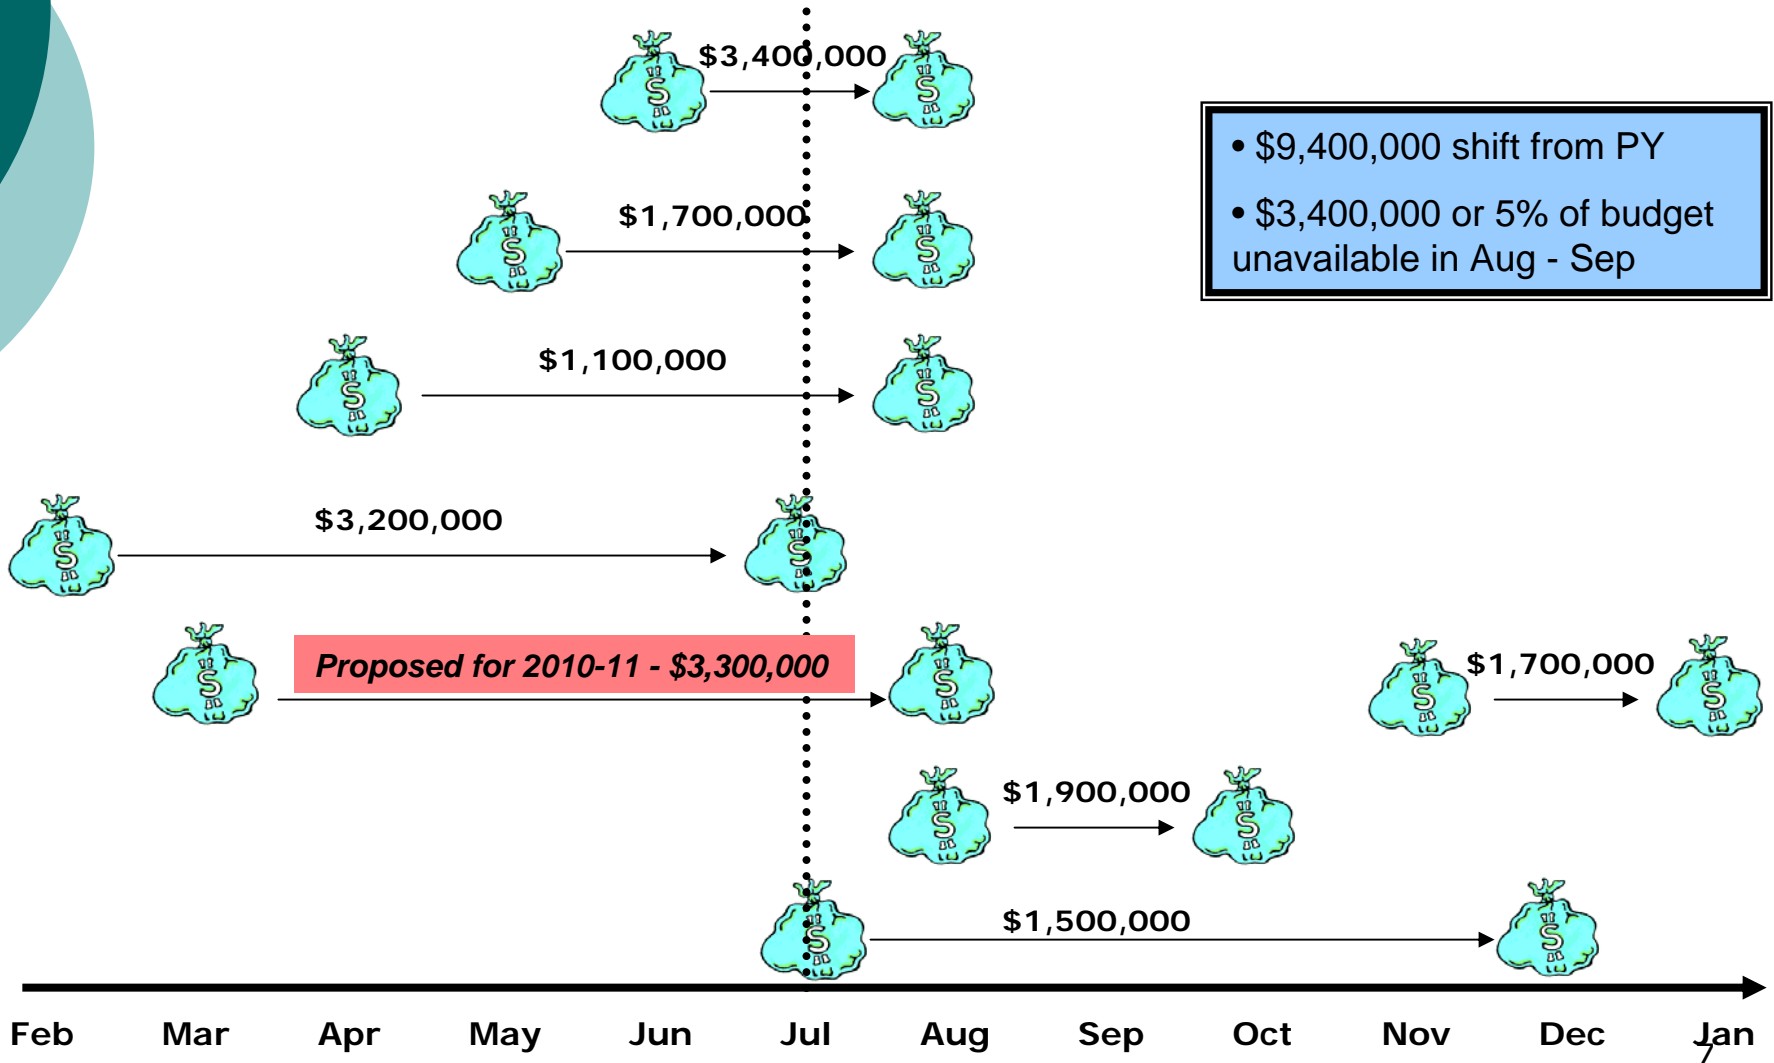 $3,400,000
• $9,400,000 shift from PY
• $3,400,000 or 5% of budget
unavailable in Aug - Sep
$1,700,000
$1,100,000
$3,200,000
Proposed for 2010-11 - $3,300,000
$1,700,000
$1,900,000
$1,500,000
Feb Mar Apr May Jun Jul Aug Sep Oct Nov Dec Jan
7